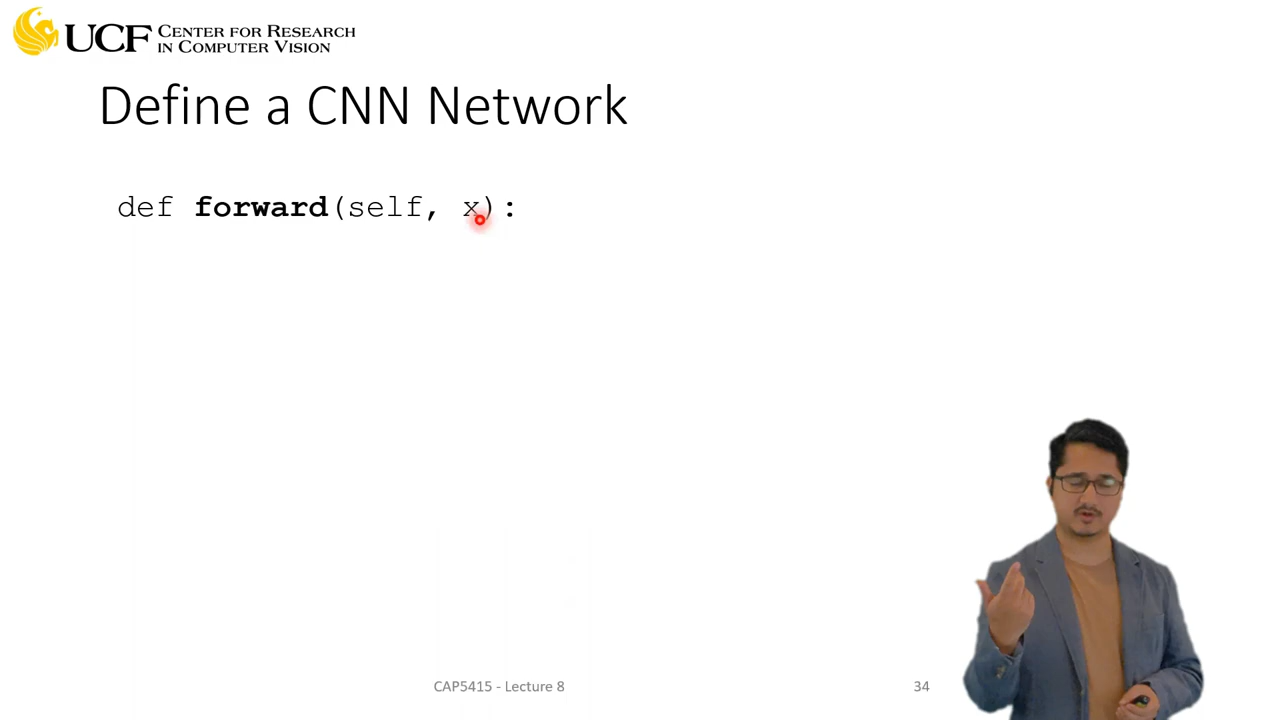 UCF CENTER FOR RESEARCH
IN COMPUTER VISION
Define a CNN Network
def forward(self, x):
CAP5415 - Lecture 8
34